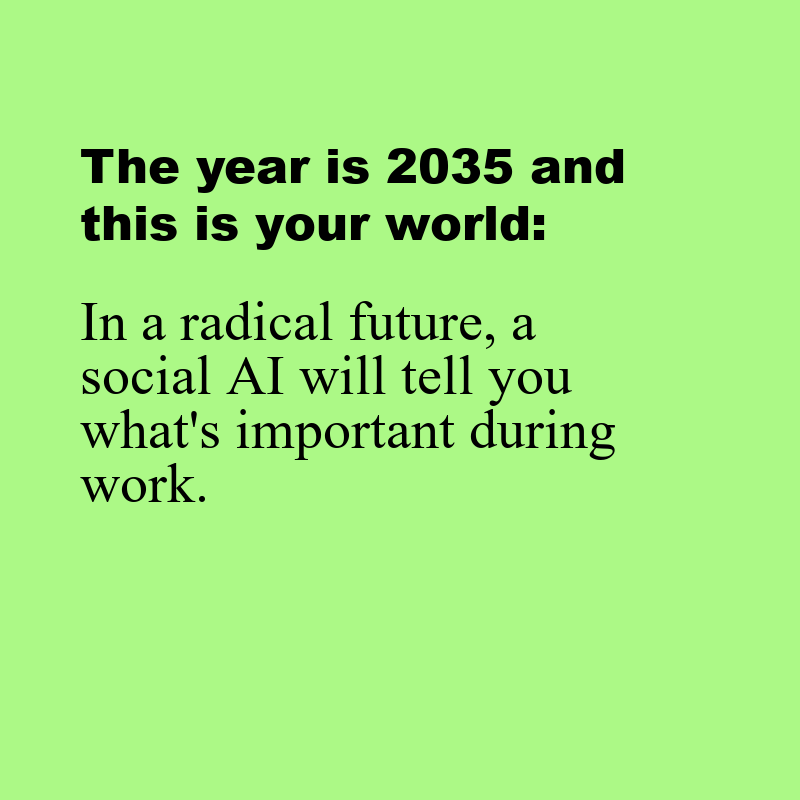 The year is 2035 and
this is your world:
In a radical future, a
social AI will tell you
what's important during
work.